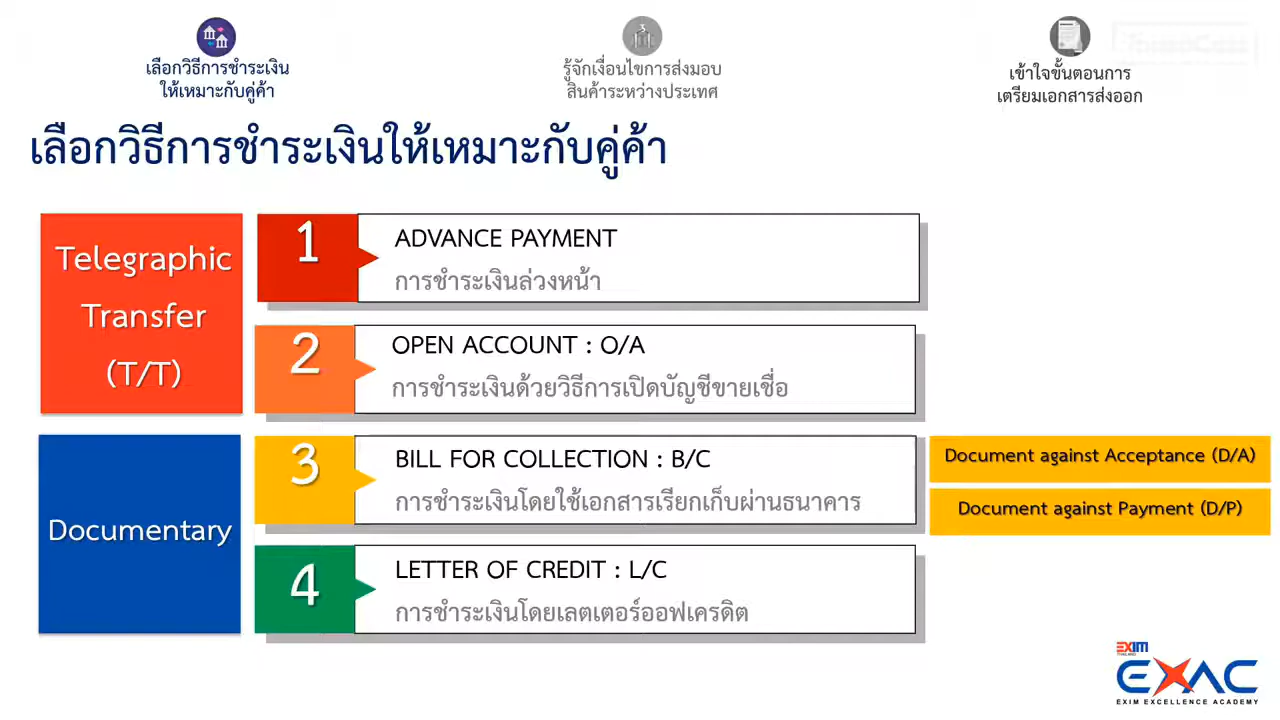 เลือกวิธีการชำระเงิน
ให้เหมาะกับคู่ค้า
รู้จักเงื่อนไขการส่งมอบ
สินค้าระหว่างประเทศ
เข้าใจขั้นตอนการ
เตรียมเอกสารส่งออก
เลือกวิธีการชำระเงินให้เหมาะกับคู่ค้า
Telegraphic
Transfer
(T/T)
1
ADVANCE PAYMENT
การชำระเงินล่วงหน้า
2
OPEN ACCOUNT : O/A
การชำระเงินด้วยวิธีการเปิดบัญชีขายเชื่อ
Documentary
3
BILL FOR COLLECTION : B/C
การชำระเงินโดยใช้เอกสารเรียกเก็บผ่านธนาคาร
Document against Acceptance (D/A)
Document against Payment (D/P)
4
LETTER OF CREDIT : L/C
การชำระเงินโดยเลตเตอร์ออฟเครดิต
EXIM
THAILAND
EXAC
EXIM EXCELLENCE ACADEMY